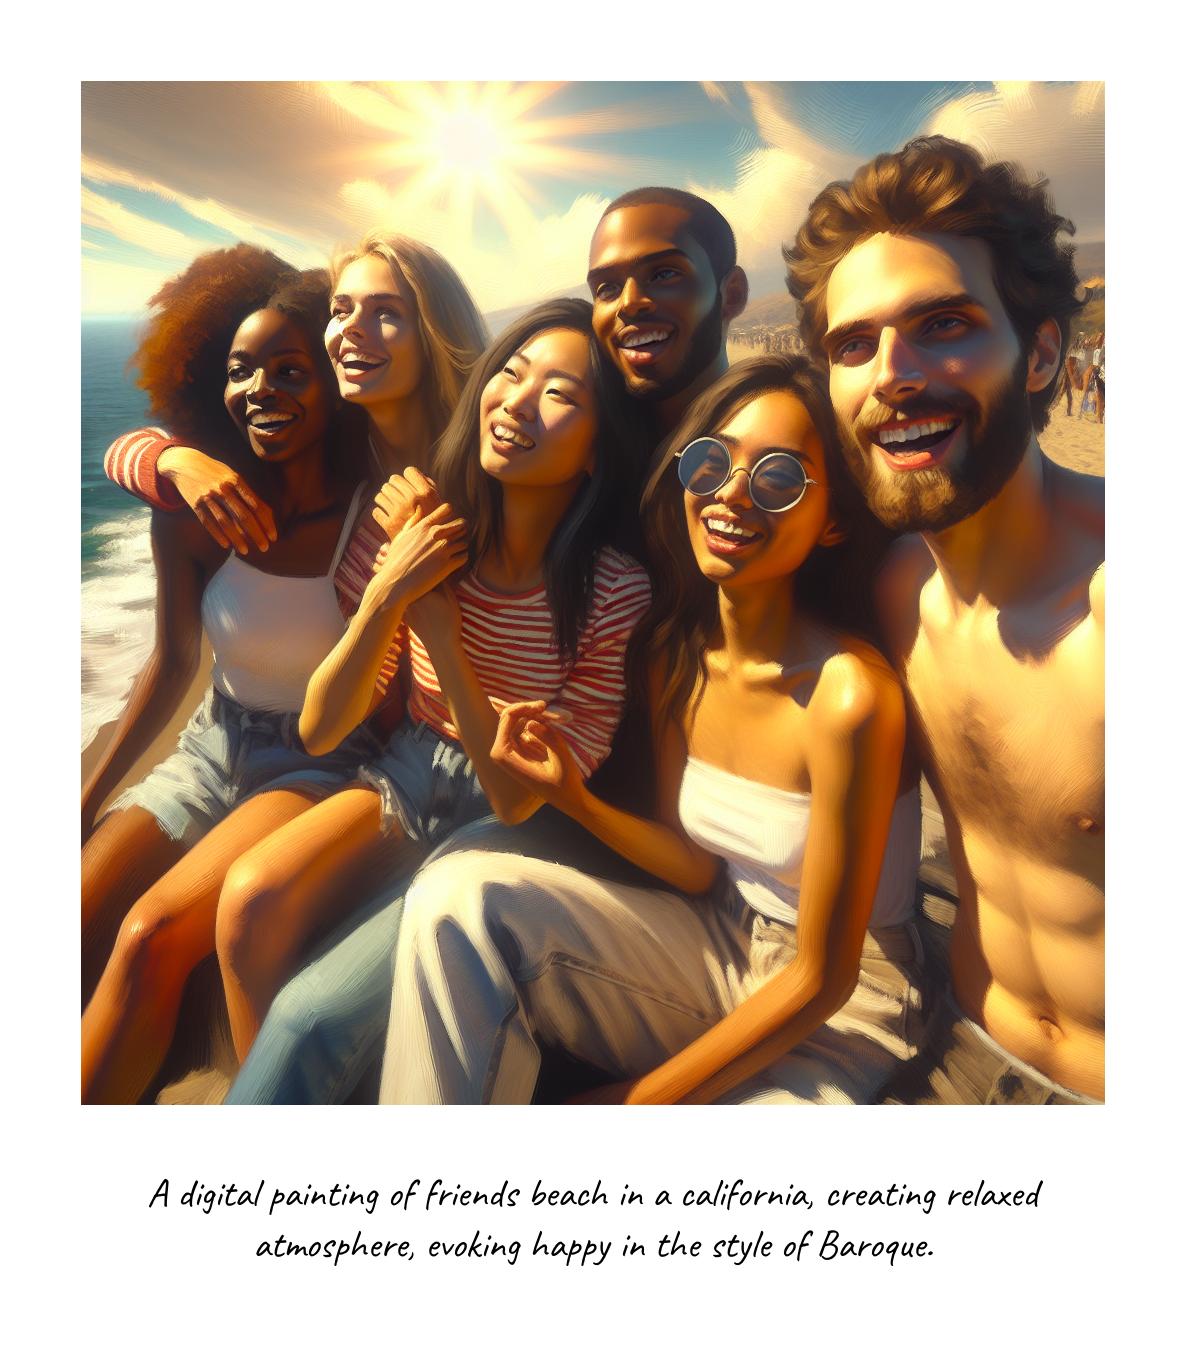 A digital painting of friends beach in a california, creating relaxed
atmosphere, evoking happy in the style of Baroque.